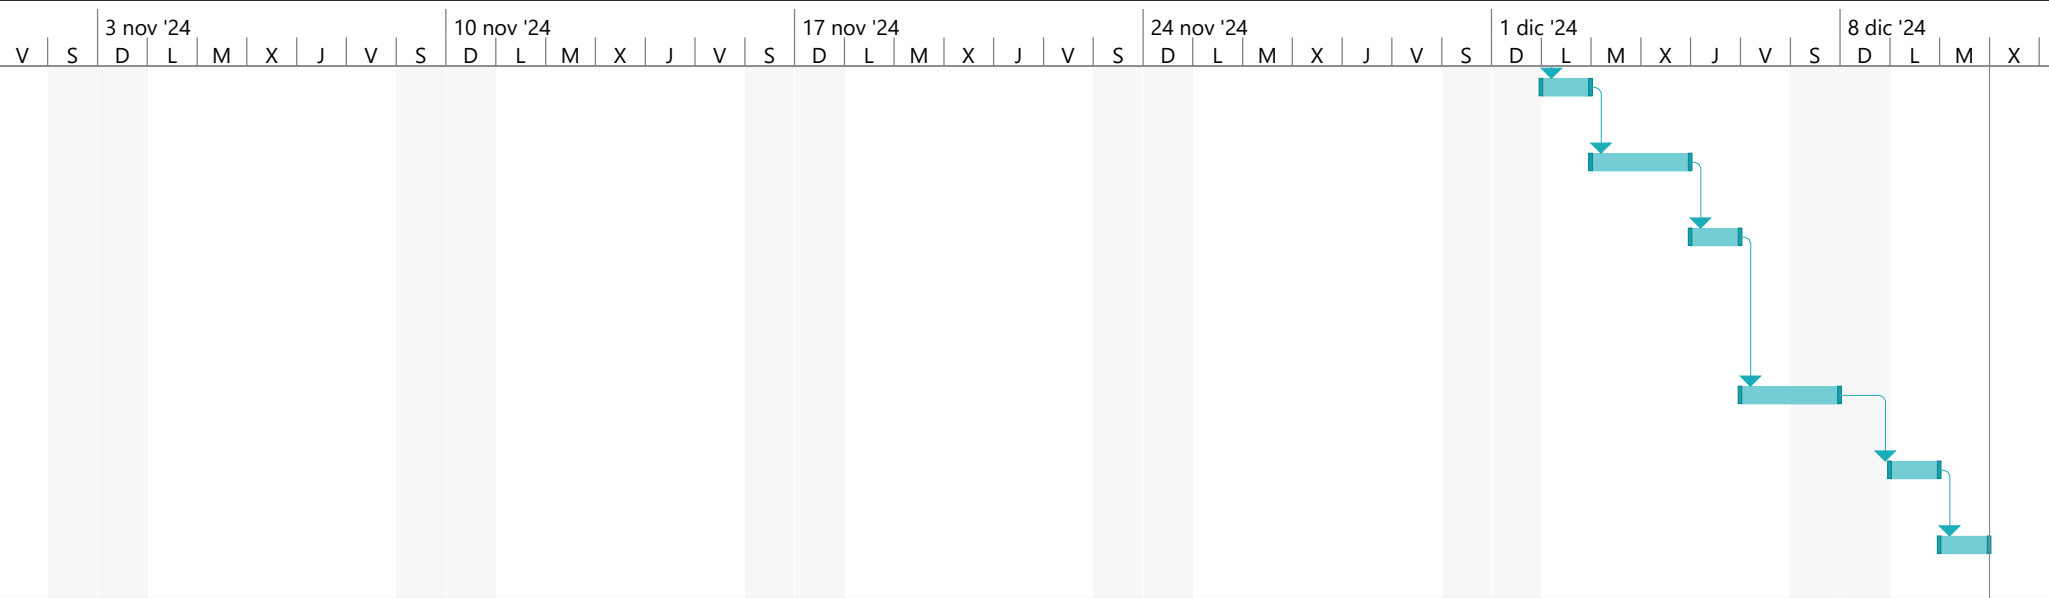 3 nov '24 10 nov '24 17 nov '24 24 nov '24 1 dic '24 8 dic '24
V S D L M X J V S D L M X J V S D L M X J V S D L M X J V S D L M X J V S D L M X